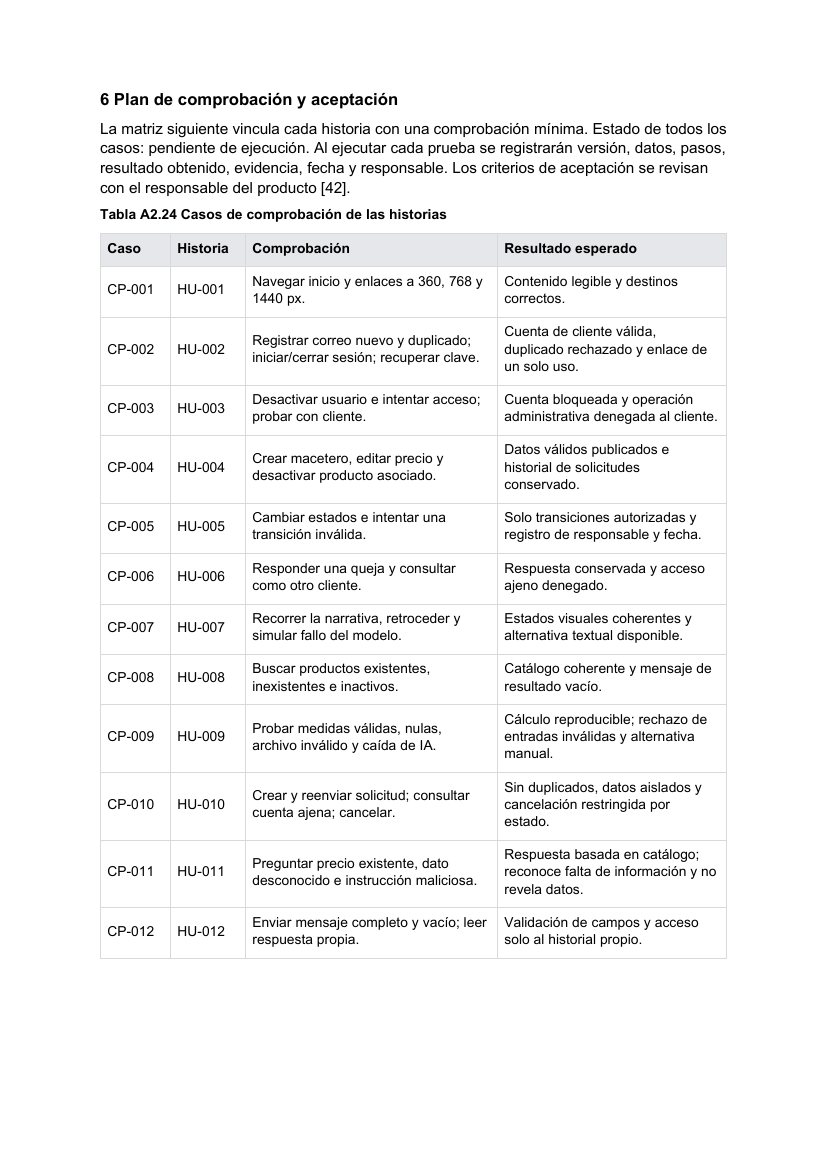 6 Plan de comprobación y aceptación
La matriz siguiente vincula cada historia con una comprobación mínima. Estado de todos los
casos: pendiente de ejecución. Al ejecutar cada prueba se registrarán versión, datos, pasos,
resultado obtenido, evidencia, fecha y responsable. Los criterios de aceptación se revisan
con el responsable del producto [42].
Tabla A2.24 Casos de comprobación de las historias
Caso Historia Comprobación Resultado esperado
CP-001 HU-001 Navegar inicio y enlaces a 360, 768 y
1440 px.
Contenido legible y destinos
correctos.
CP-002 HU-002 Registrar correo nuevo y duplicado;
iniciar/cerrar sesión; recuperar clave.
Cuenta de cliente válida,
duplicado rechazado y enlace de
un solo uso.
CP-003 HU-003 Desactivar usuario e intentar acceso;
probar con cliente.
Cuenta bloqueada y operación
administrativa denegada al cliente.
CP-004 HU-004 Crear macetero, editar precio y
desactivar producto asociado.
Datos válidos publicados e
historial de solicitudes
conservado.
CP-005 HU-005 Cambiar estados e intentar una
transición inválida.
Solo transiciones autorizadas y
registro de responsable y fecha.
CP-006 HU-006 Responder una queja y consultar
como otro cliente.
Respuesta conservada y acceso
ajeno denegado.
CP-007 HU-007 Recorrer la narrativa, retroceder y
simular fallo del modelo.
Estados visuales coherentes y
alternativa textual disponible.
CP-008 HU-008 Buscar productos existentes,
inexistentes e inactivos.
Catálogo coherente y mensaje de
resultado vacío.
CP-009 HU-009 Probar medidas válidas, nulas,
archivo inválido y caída de IA.
Cálculo reproducible; rechazo de
entradas inválidas y alternativa
manual.
CP-010 HU-010 Crear y reenviar solicitud; consultar
cuenta ajena; cancelar.
Sin duplicados, datos aislados y
cancelación restringida por
estado.
CP-011 HU-011 Preguntar precio existente, dato
desconocido e instrucción maliciosa.
Respuesta basada en catálogo;
reconoce falta de información y no
revela datos.
CP-012 HU-012 Enviar mensaje completo y vacío; leer
respuesta propia.
Validación de campos y acceso
solo al historial propio.